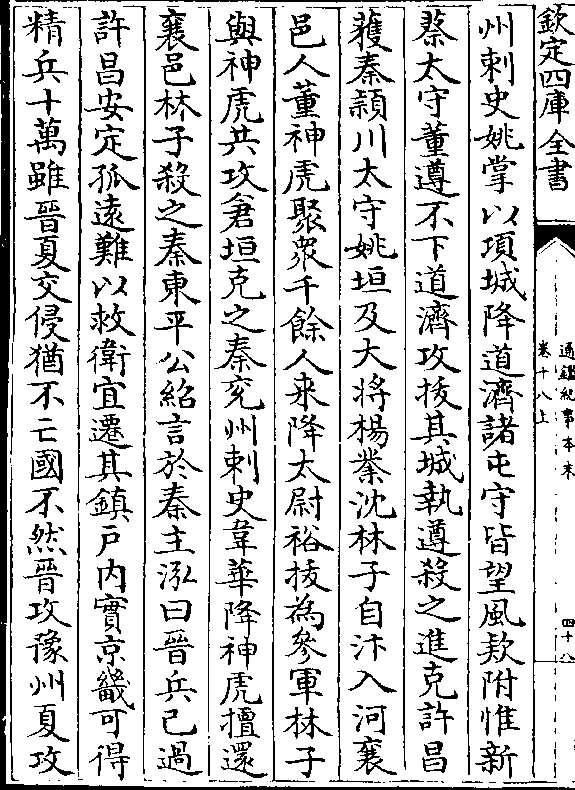 欽定四庫全書
通鑑紀事本末
卷十八上
四十八
州刺史姚掌以項城降道濟諸屯守皆望風欵附惟新
蔡太守董遵不下道濟攻拔其城執遵殺之進克許昌
獲秦潁川太守姚垣及大將楊業沈林子自汴入河襄
邑人董神虎聚衆千餘人来降太尉裕拔為參軍林子
與神虎共攻倉垣克之秦兖州刺史韋華降神虎擅還
襄邑林子殺之秦東平公紹言於秦主泓曰晉兵已過
許昌安定孤遠難以救衛宜遷其鎮戶内實京畿可得
精兵十萬雖晉夏交侵猶不亡國不然晉攻豫州夏攻